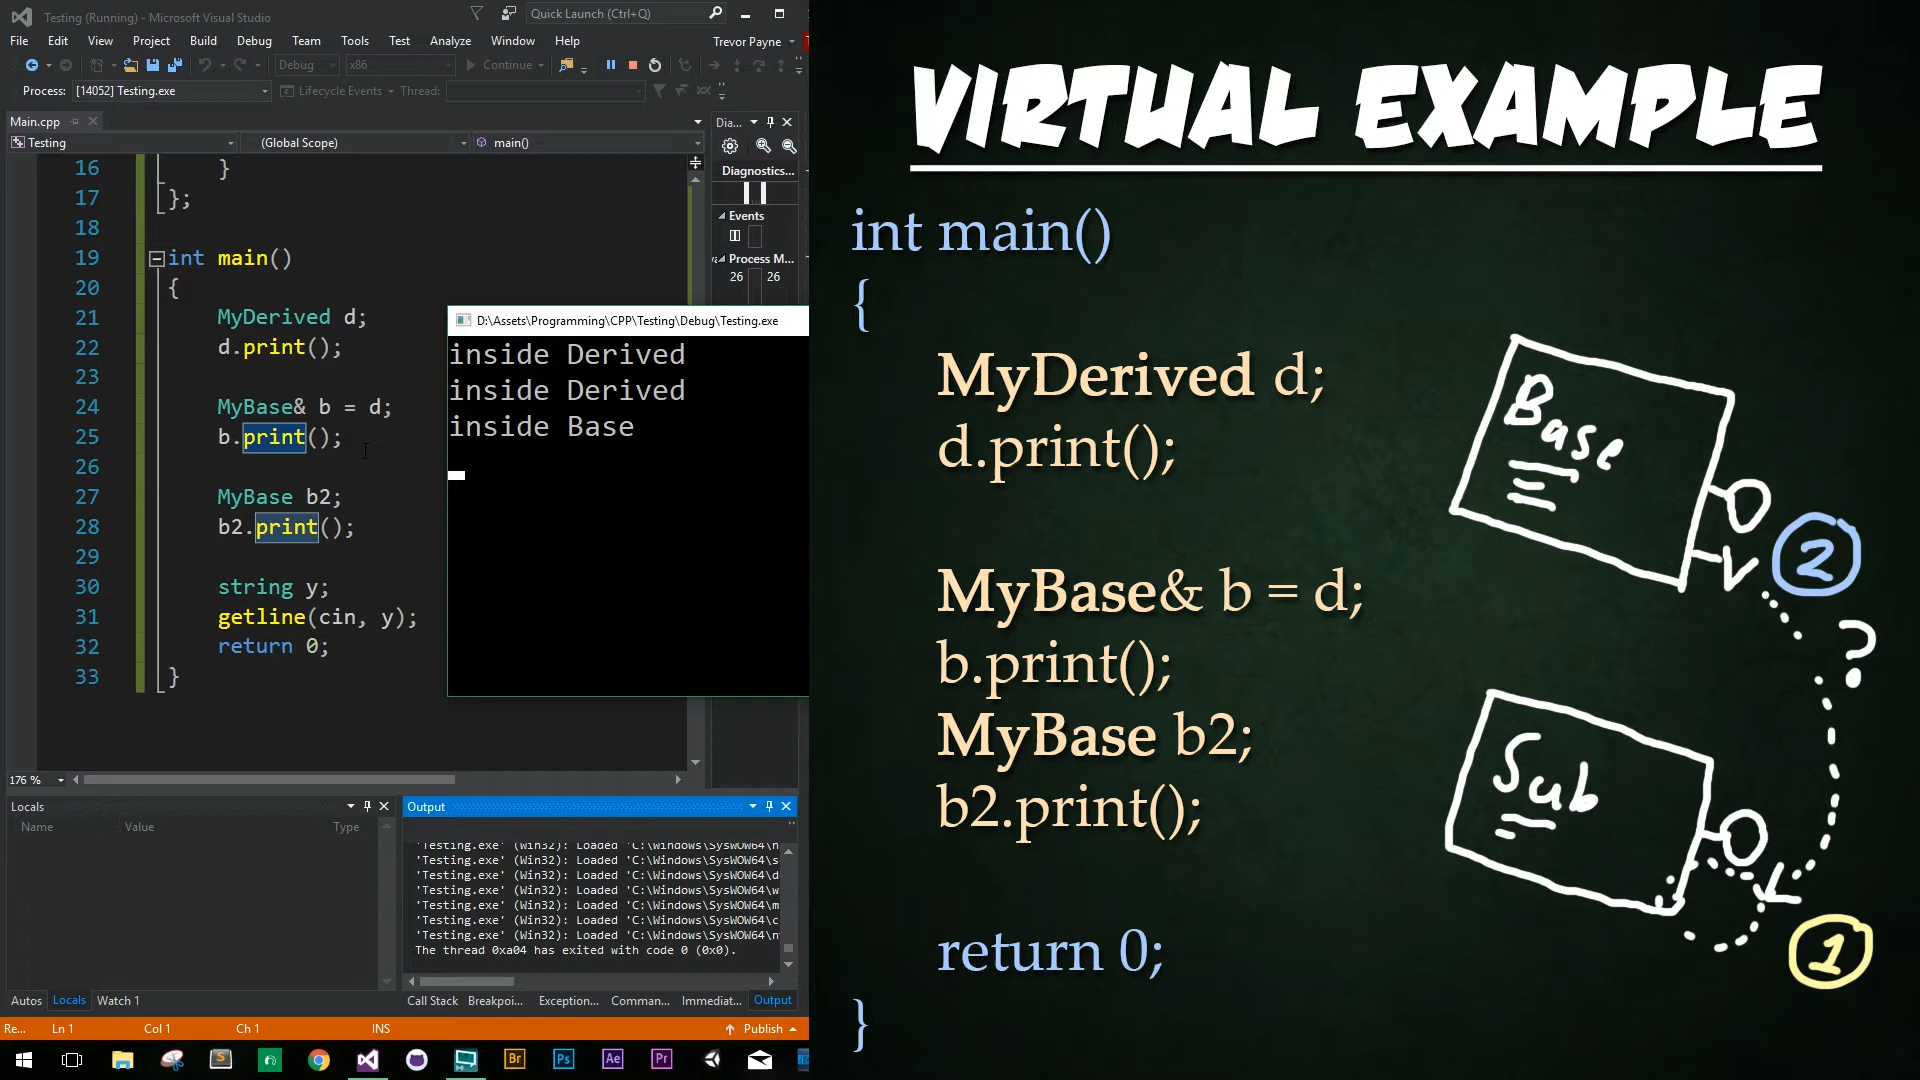 Testing (Running) - Microsoft Visual Studio
Quick Launch (Ctrl+Q)
File Edit View Project Build Debug Team Tools Test Analyze Window Help
Trevor Payne
Debug x86 Continue
Process: [14052] Testing.exe Lifecycle Events Thread:
Main.cpp
Testing (Global Scope) main()
16 }
17 };
18
19 int main()
20 {
21 MyDerived d;
22 d.print();
23
24 MyBase& b = d;
25 b.print();
26
27 MyBase b2;
28 b2.print();
29
30 string y;
31 getline(cin, y);
32 return 0;
33 }
176 %
Dia...
Diagnostics...
Events
Process M...
26 26
D:\Assets\Programming\CPP\Testing\Debug\Testing.exe
inside Derived
inside Derived
inside Base
Locals
Name Value Type
Autos Locals Watch 1
Output
'Testing.exe' (Win32): Loaded 'C:\Windows\SysWOW64\n
'Testing.exe' (Win32): Loaded 'C:\Windows\SysWOW64\s
'Testing.exe' (Win32): Loaded 'C:\Windows\SysWOW64\d
'Testing.exe' (Win32): Loaded 'C:\Windows\SysWOW64\w
'Testing.exe' (Win32): Loaded 'C:\Windows\SysWOW64\m
'Testing.exe' (Win32): Loaded 'C:\Windows\SysWOW64\c
'Testing.exe' (Win32): Loaded 'C:\Windows\SysWOW64\n
The thread 0xa04 has exited with code 0 (0x0).
Call Stack Breakpoi... Exception... Comman... Immediat... Output
Re... Ln 1 Col 1 Ch 1 INS Publish
Br Ps Ae Pr
VIRTUAL EXAMPLE
int main()
{
MyDerived d;
d.print();
MyBase& b = d;
b.print();
MyBase b2;
b2.print();
return 0;
}
Base
2
?
Sub
1